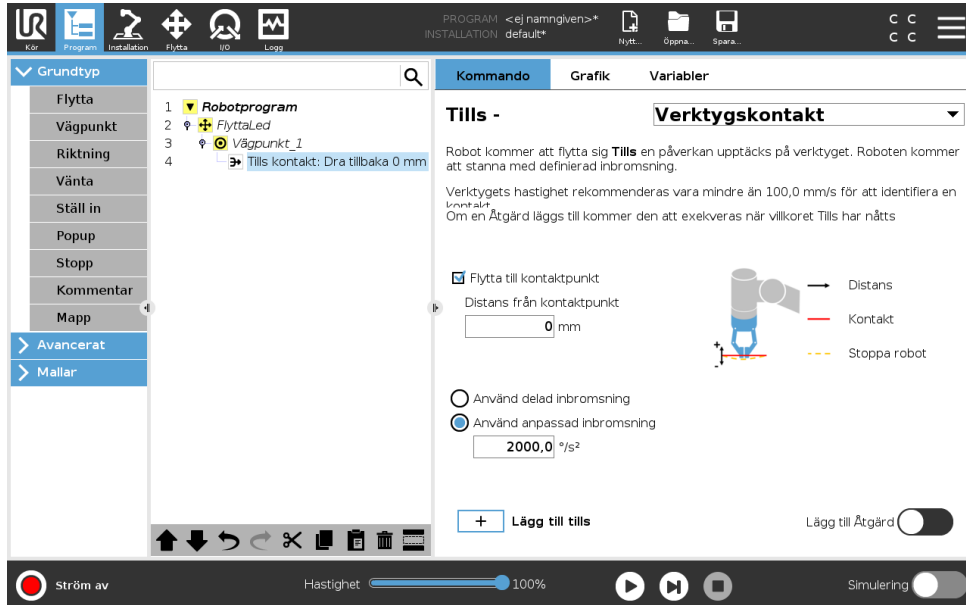 PROGRAM <ej namngiven>*
INSTALLATION default*
UR
Kör
Program
Installation
Flytta
I/O
Logg
Nytt...
Öppna...
Spara...
C C
C C
Grundtyp
Flytta
Vägpunkt
Riktning
Vänta
Ställ in
Popup
Stopp
Kommentar
Mapp
Avancerat
Mallar
1 Robotprogram
2 FlyttaLed
3 Vägpunkt_1
4 Tills kontakt: Dra tillbaka 0 mm
Kommando Grafik Variabler
Tills - Verktygskontakt
Robot kommer att flytta sig Tills en påverkan upptäcks på verktyget. Roboten kommer
att stanna med definierad inbromsning.
Verktygets hastighet rekommenderas vara mindre än 100,0 mm/s för att identifiera en
kontakt
Om en Åtgärd läggs till kommer den att exekveras när villkoret Tills har nåtts
Flytta till kontaktpunkt
Distans från kontaktpunkt
0 mm
+
-
Distans
Kontakt
Stoppa robot
Använd delad inbromsning
Använd anpassad inbromsning
2000,0 °/s²
+ Lägg till tills
Lägg till Åtgärd
Ström av
Hastighet 100%
Simulering